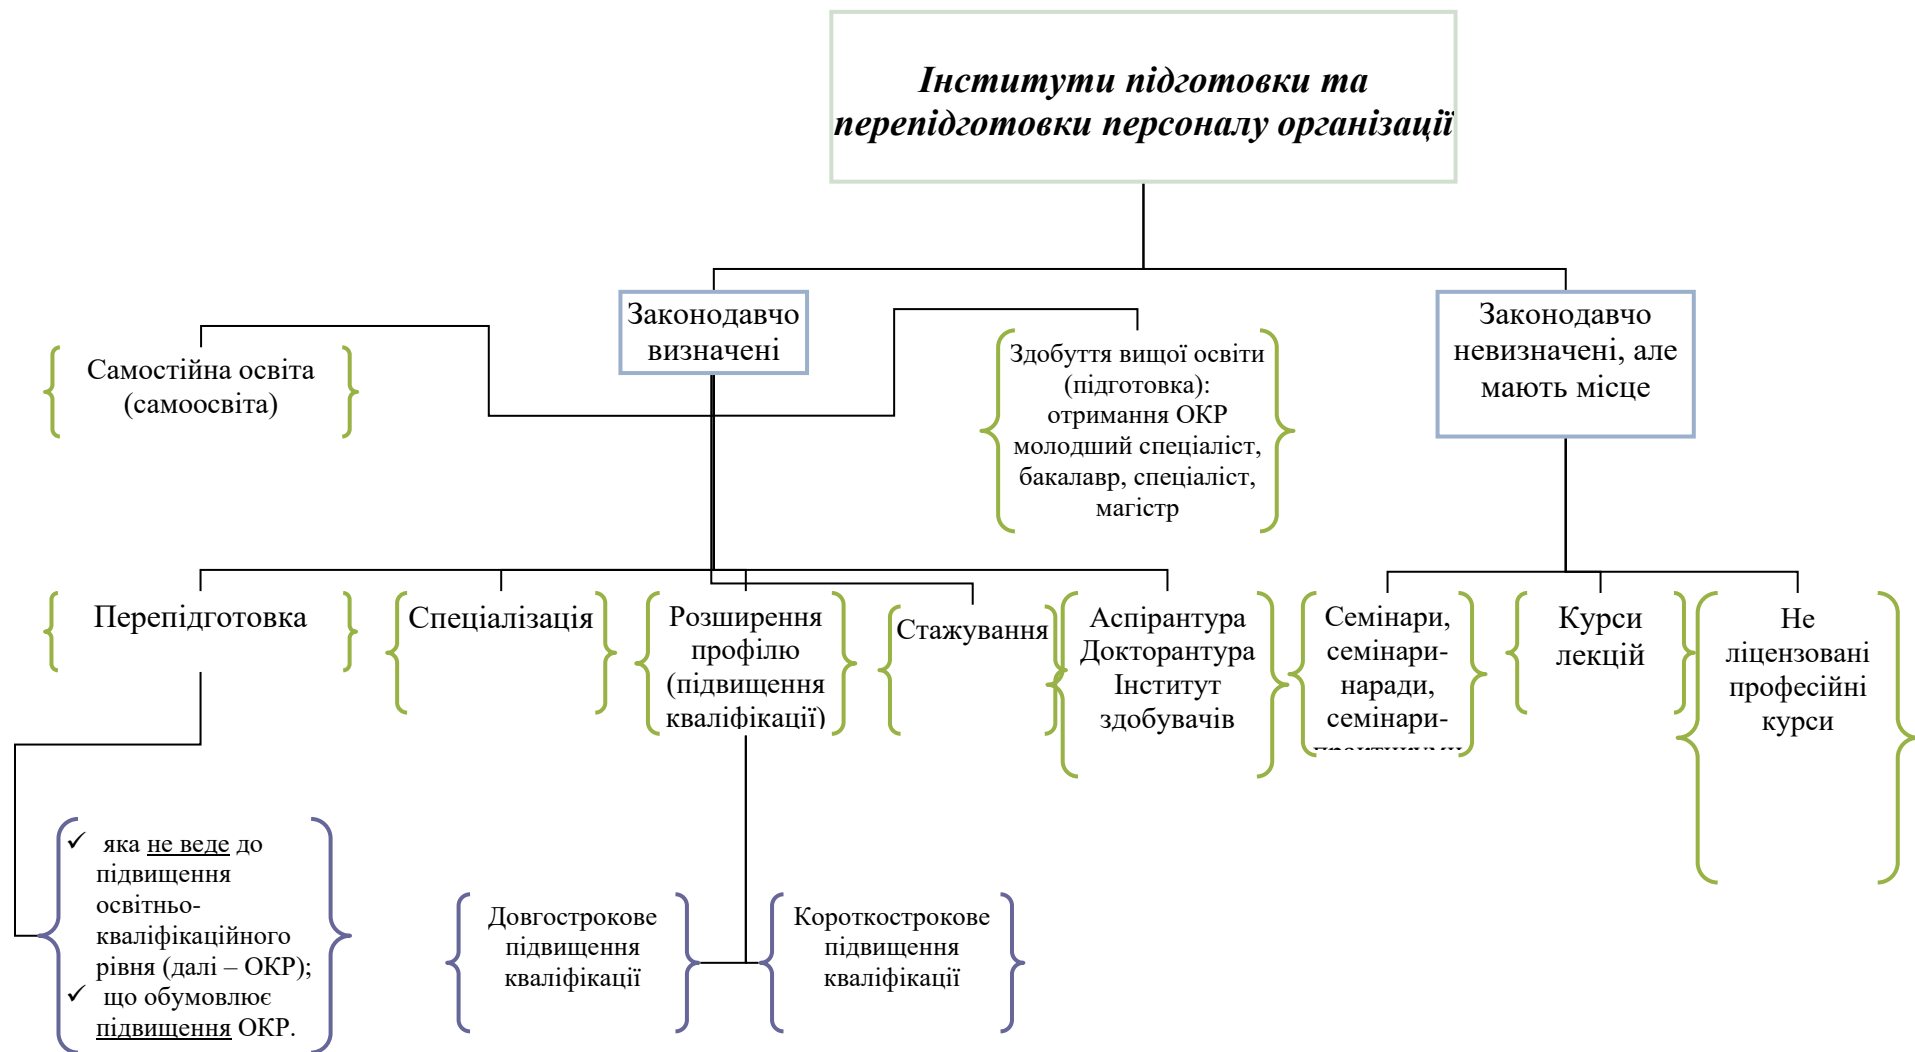 Інститути підготовки та
перепідготовки персоналу організації
Законодавчо
визначені
Законодавчо
невизначені, але
мають місце
Самостійна освіта
(самоосвіта)
Здобуття вищої освіти
(підготовка):
отримання ОКР
молодший спеціаліст,
бакалавр, спеціаліст,
магістр
Перепідготовка
Спеціалізація
Розширення
профілю
(підвищення
кваліфікації)
Стажування
Аспірантура
Докторантура
Інститут
здобувачів
Семінари,
семінари-
наради,
семінари-
Курси
лекцій
Не
ліцензовані
професійні
курси
✓ яка не веде до
підвищення
освітньо-
кваліфікаційного
рівня (далі – ОКР);
✓ що обумовлює
підвищення ОКР.
Довгострокове
підвищення
кваліфікації
Короткострокове
підвищення
кваліфікації